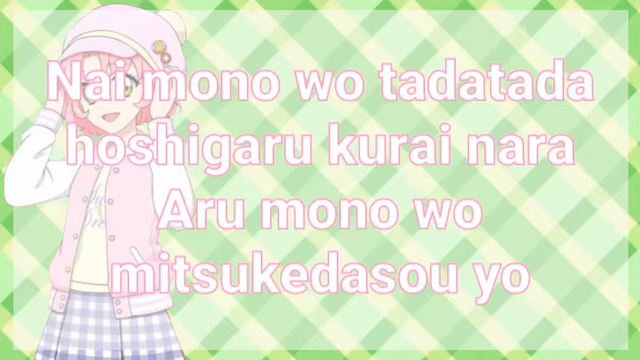 Nai mono wo tadatada
hoshigaru kurai nara
Aru mono wo
mitsukedasou yo